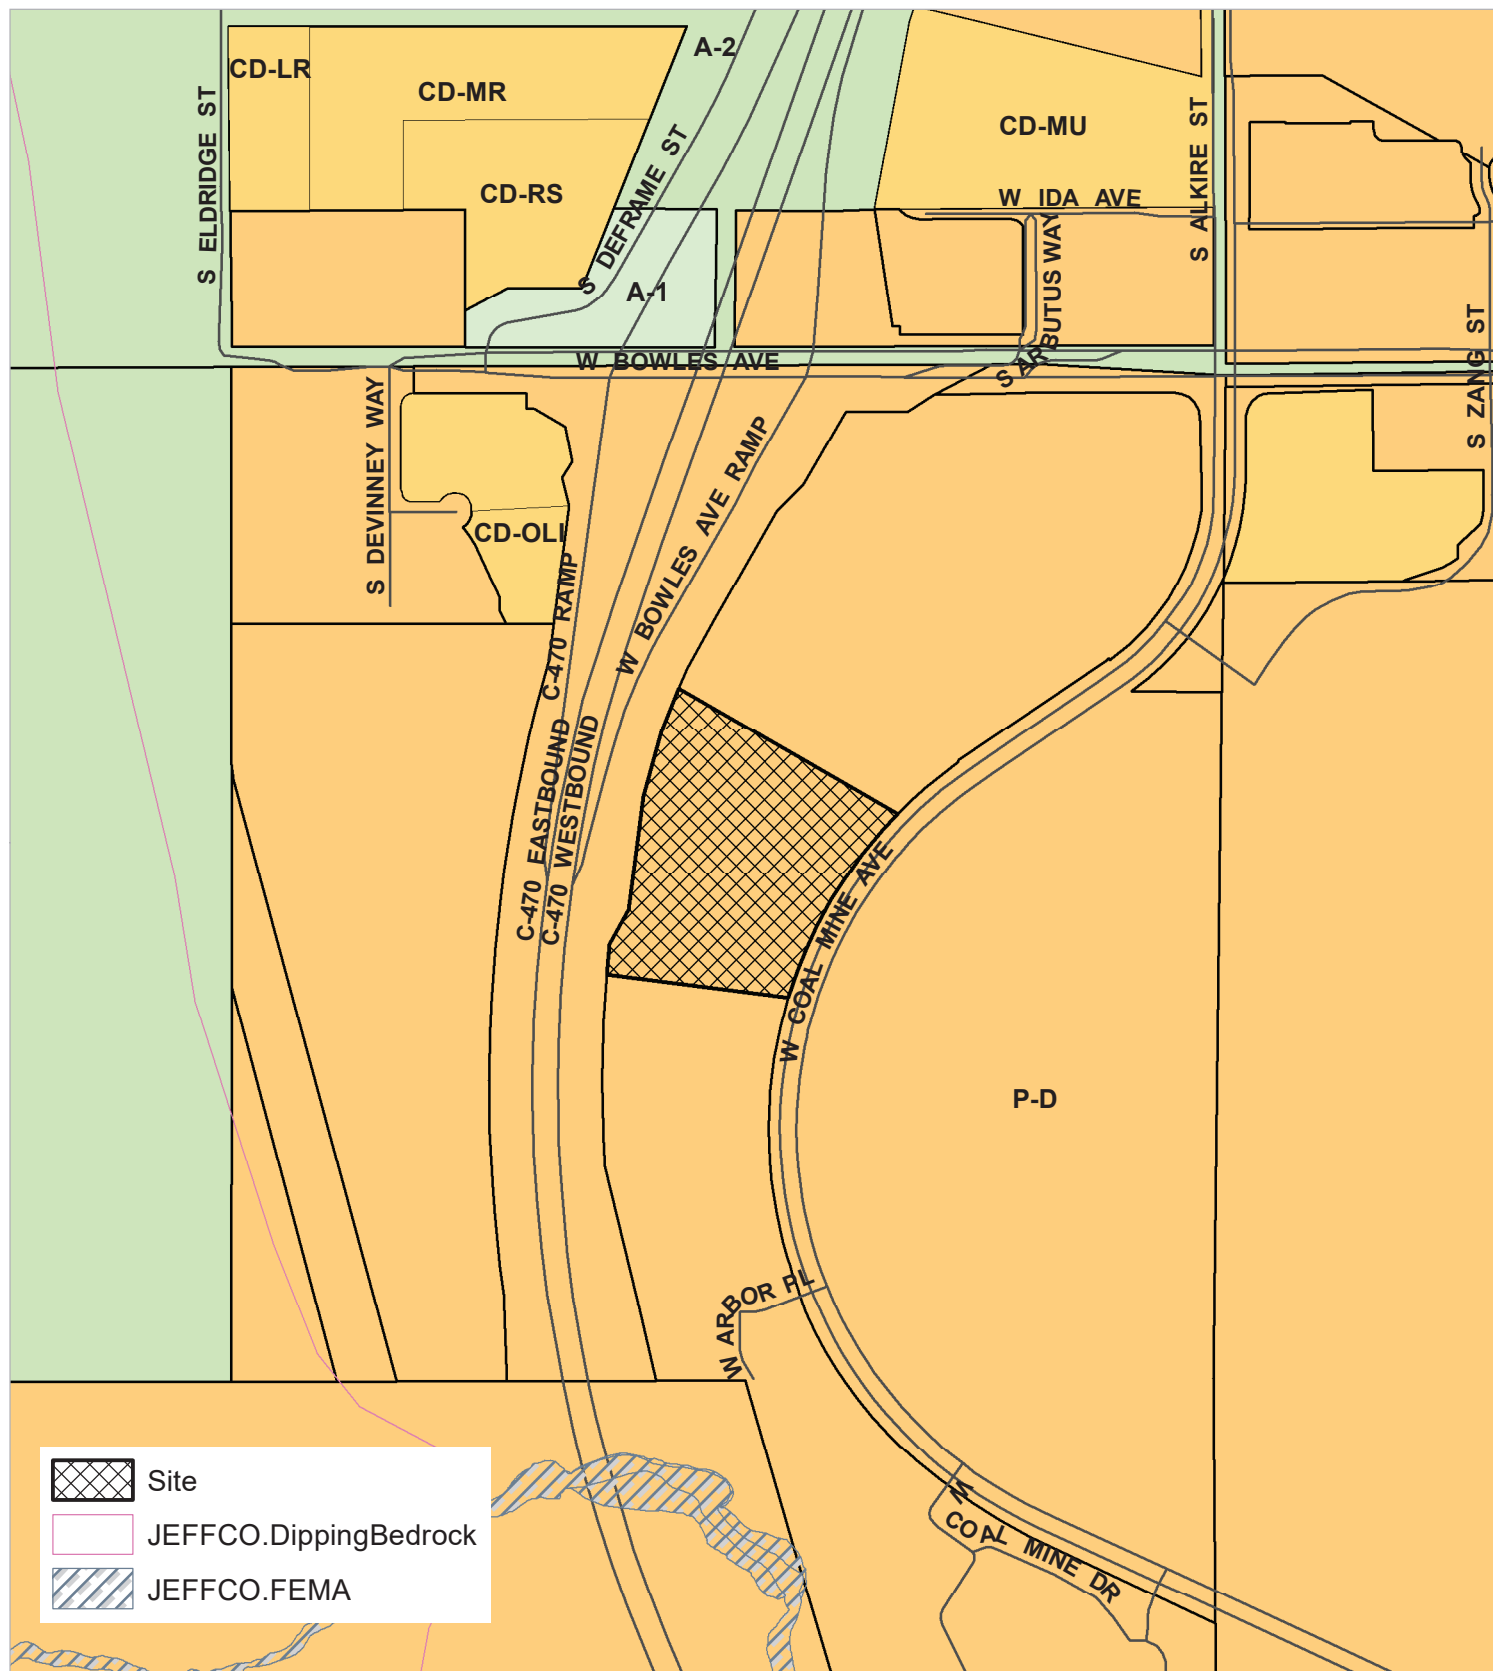 A-2
CD-LR
CD-MR
CD-MU
CD-RS
S ELDRIDGE ST
S DEFRAME ST
W IDA AVE
S ALKIRE ST
A-1
S ARBUTUS WAY
W BOWLES AVE
S ZANG ST
S DEVINNEY WAY
CD-OLI
W BOWLES AVE RAMP
C-470 RAMP
C-470 EASTBOUND
C-470 WESTBOUND
C-470
C-470
W COAL MINE AVE
P-D
W ARBOR PL
W COAL MINE DR
Site
JEFFCO.DippingBedrock
JEFFCO.FEMA